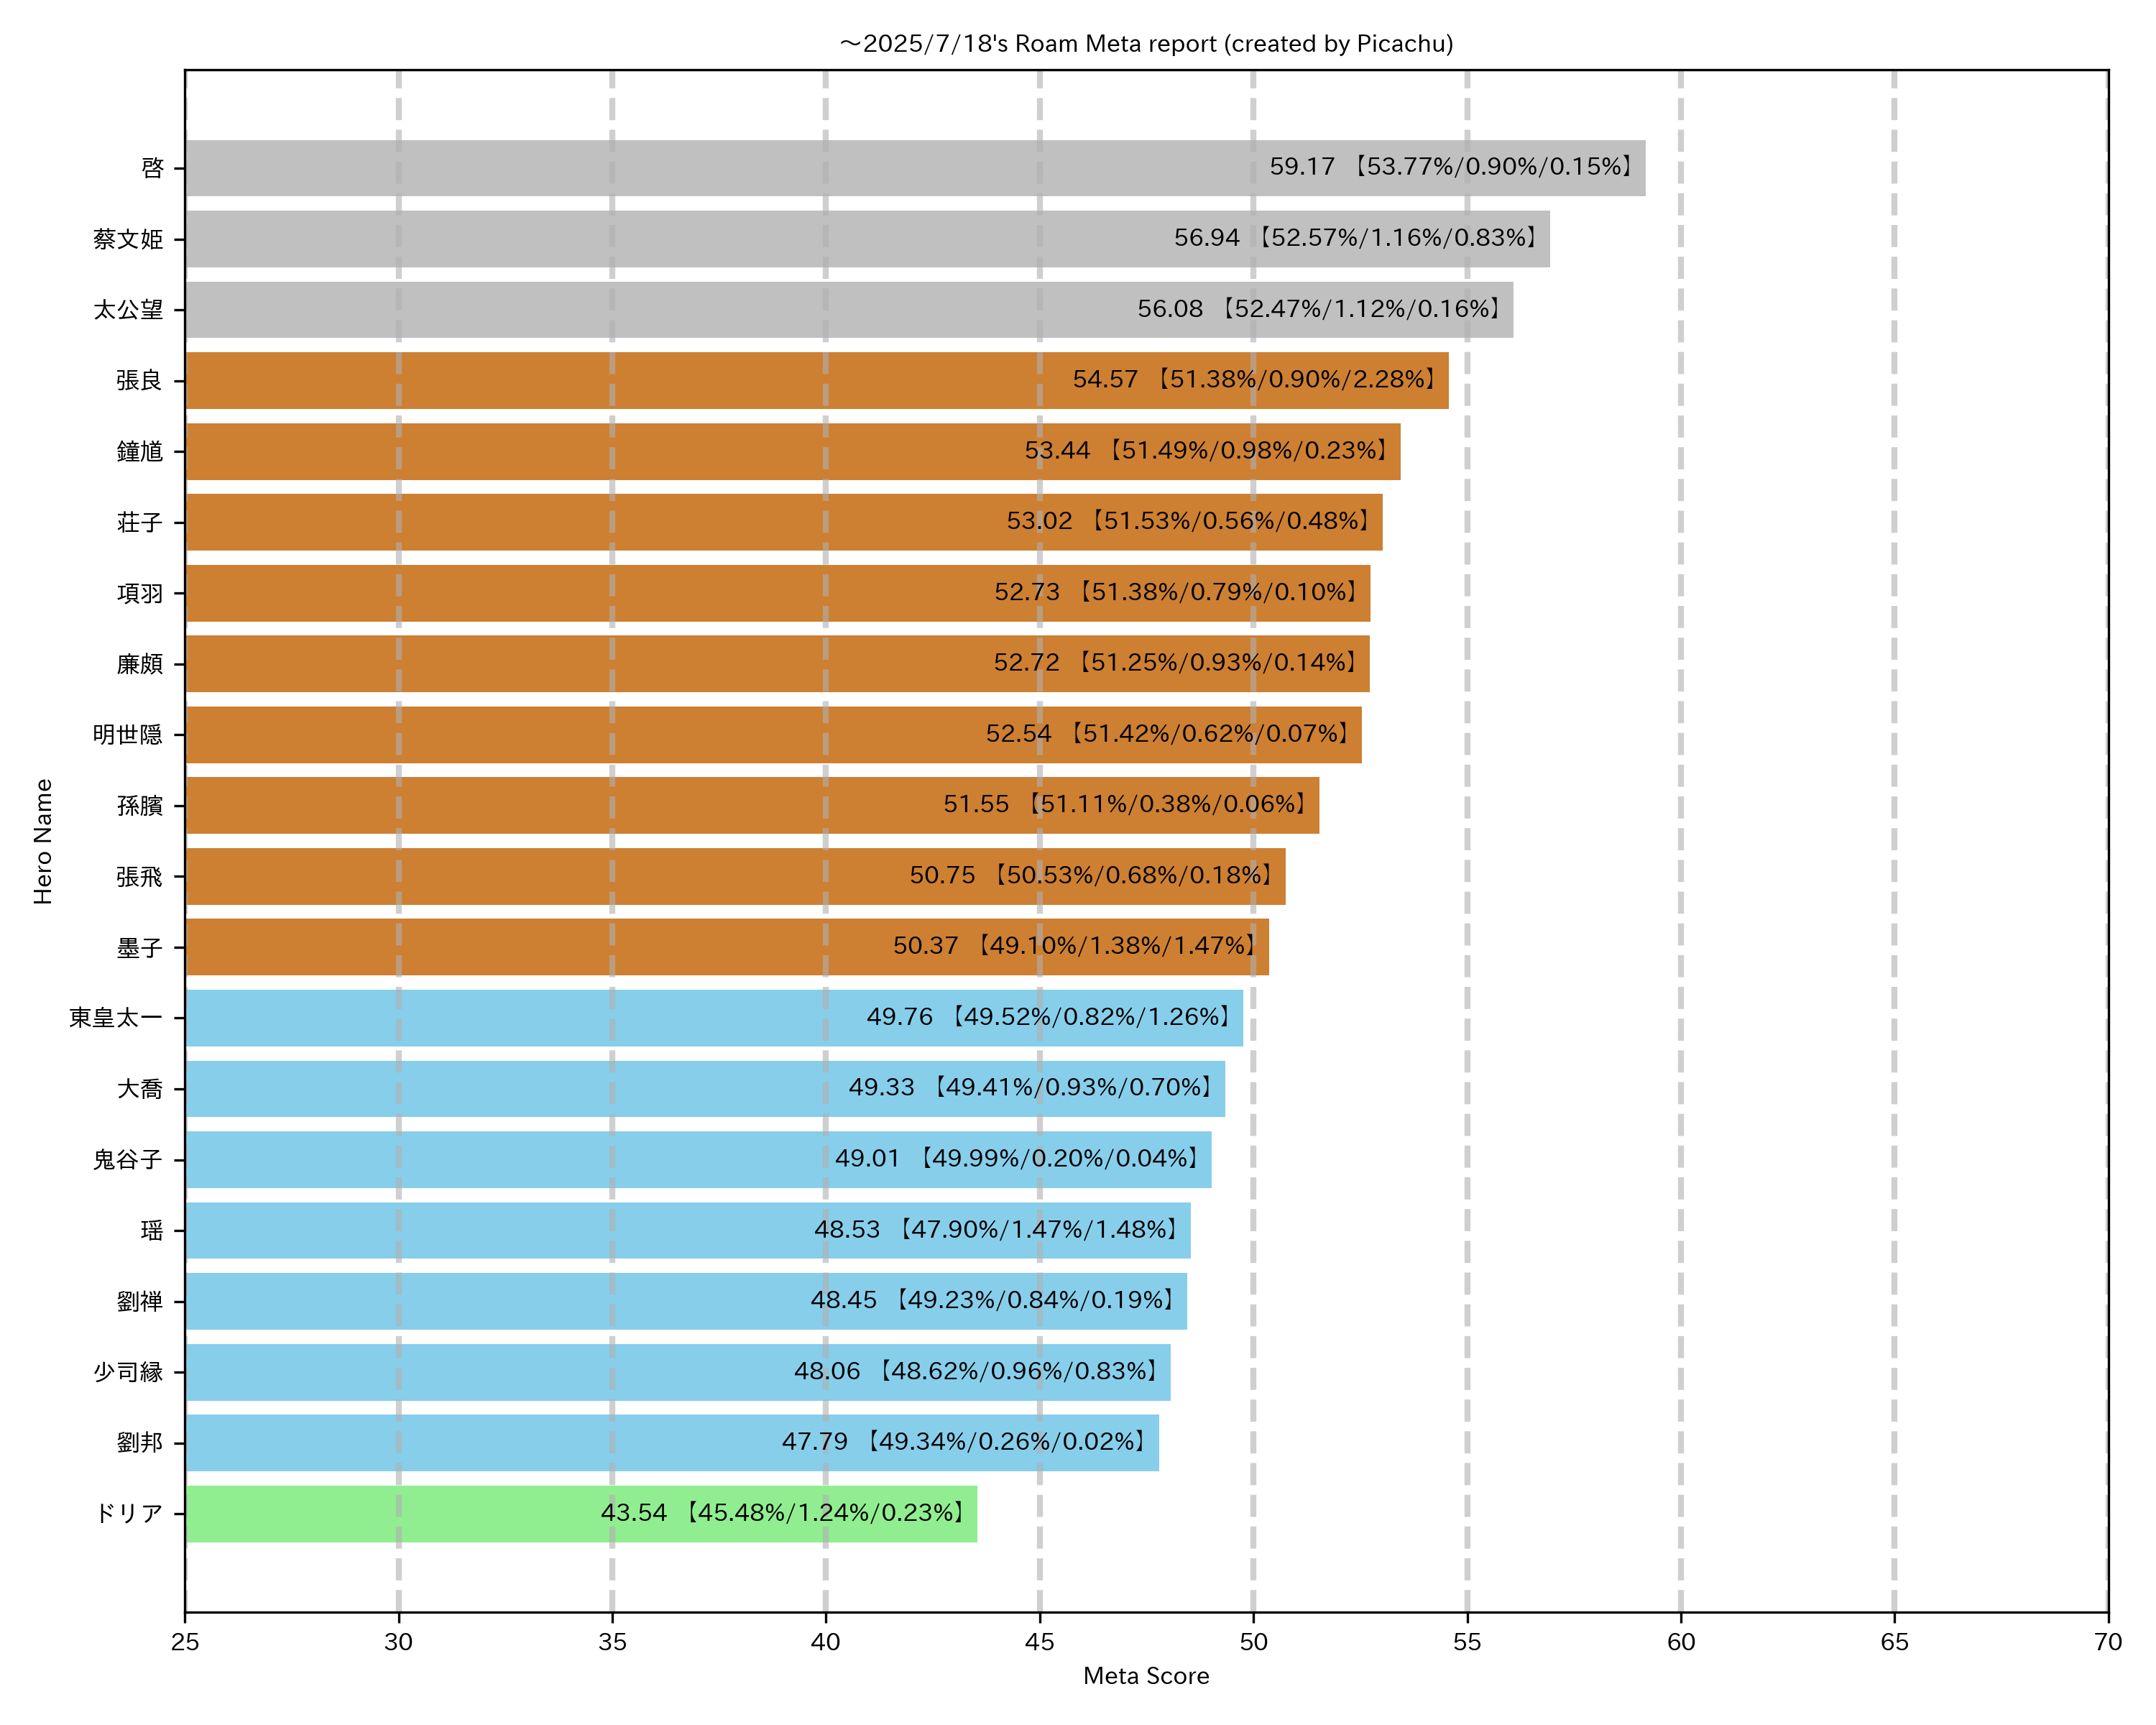 ～2025/7/18's Roam Meta report (created by Picachu)
啓 59.17 【53.77%/0.90%/0.15%】
蔡文姫 56.94 【52.57%/1.16%/0.83%】
太公望 56.08 【52.47%/1.12%/0.16%】
張良 54.57 【51.38%/0.90%/2.28%】
鐘馗 53.44 【51.49%/0.98%/0.23%】
荘子 53.02 【51.53%/0.56%/0.48%】
項羽 52.73 【51.38%/0.79%/0.10%】
廉頗 52.72 【51.25%/0.93%/0.14%】
明世隠 52.54 【51.42%/0.62%/0.07%】
孫臏 51.55 【51.11%/0.38%/0.06%】
張飛 50.75 【50.53%/0.68%/0.18%】
墨子 50.37 【49.10%/1.38%/1.47%】
東皇太一 49.76 【49.52%/0.82%/1.26%】
大喬 49.33 【49.41%/0.93%/0.70%】
鬼谷子 49.01 【49.99%/0.20%/0.04%】
瑶 48.53 【47.90%/1.47%/1.48%】
劉禅 48.45 【49.23%/0.84%/0.19%】
少司縁 48.06 【48.62%/0.96%/0.83%】
劉邦 47.79 【49.34%/0.26%/0.02%】
ドリア 43.54 【45.48%/1.24%/0.23%】
Hero Name
25 30 35 40 45 50 55 60 65 70
Meta Score